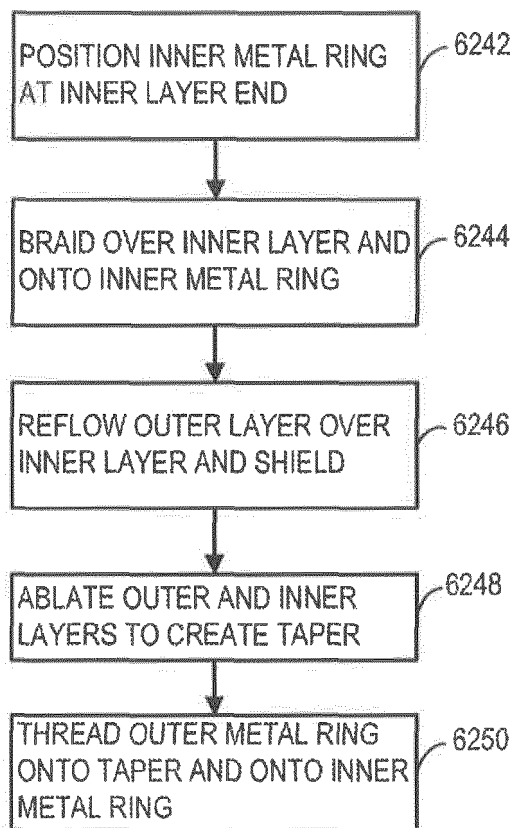 POSITION INNER METAL RING
AT INNER LAYER END
6242
BRAID OVER INNER LAYER AND
ONTO INNER METAL RING
6244
REFLOW OUTER LAYER OVER
INNER LAYER AND SHIELD
6246
ABLATE OUTER AND INNER
LAYERS TO CREATE TAPER
6248
THREAD OUTER METAL RING
ONTO TAPER AND ONTO INNER
METAL RING
6250